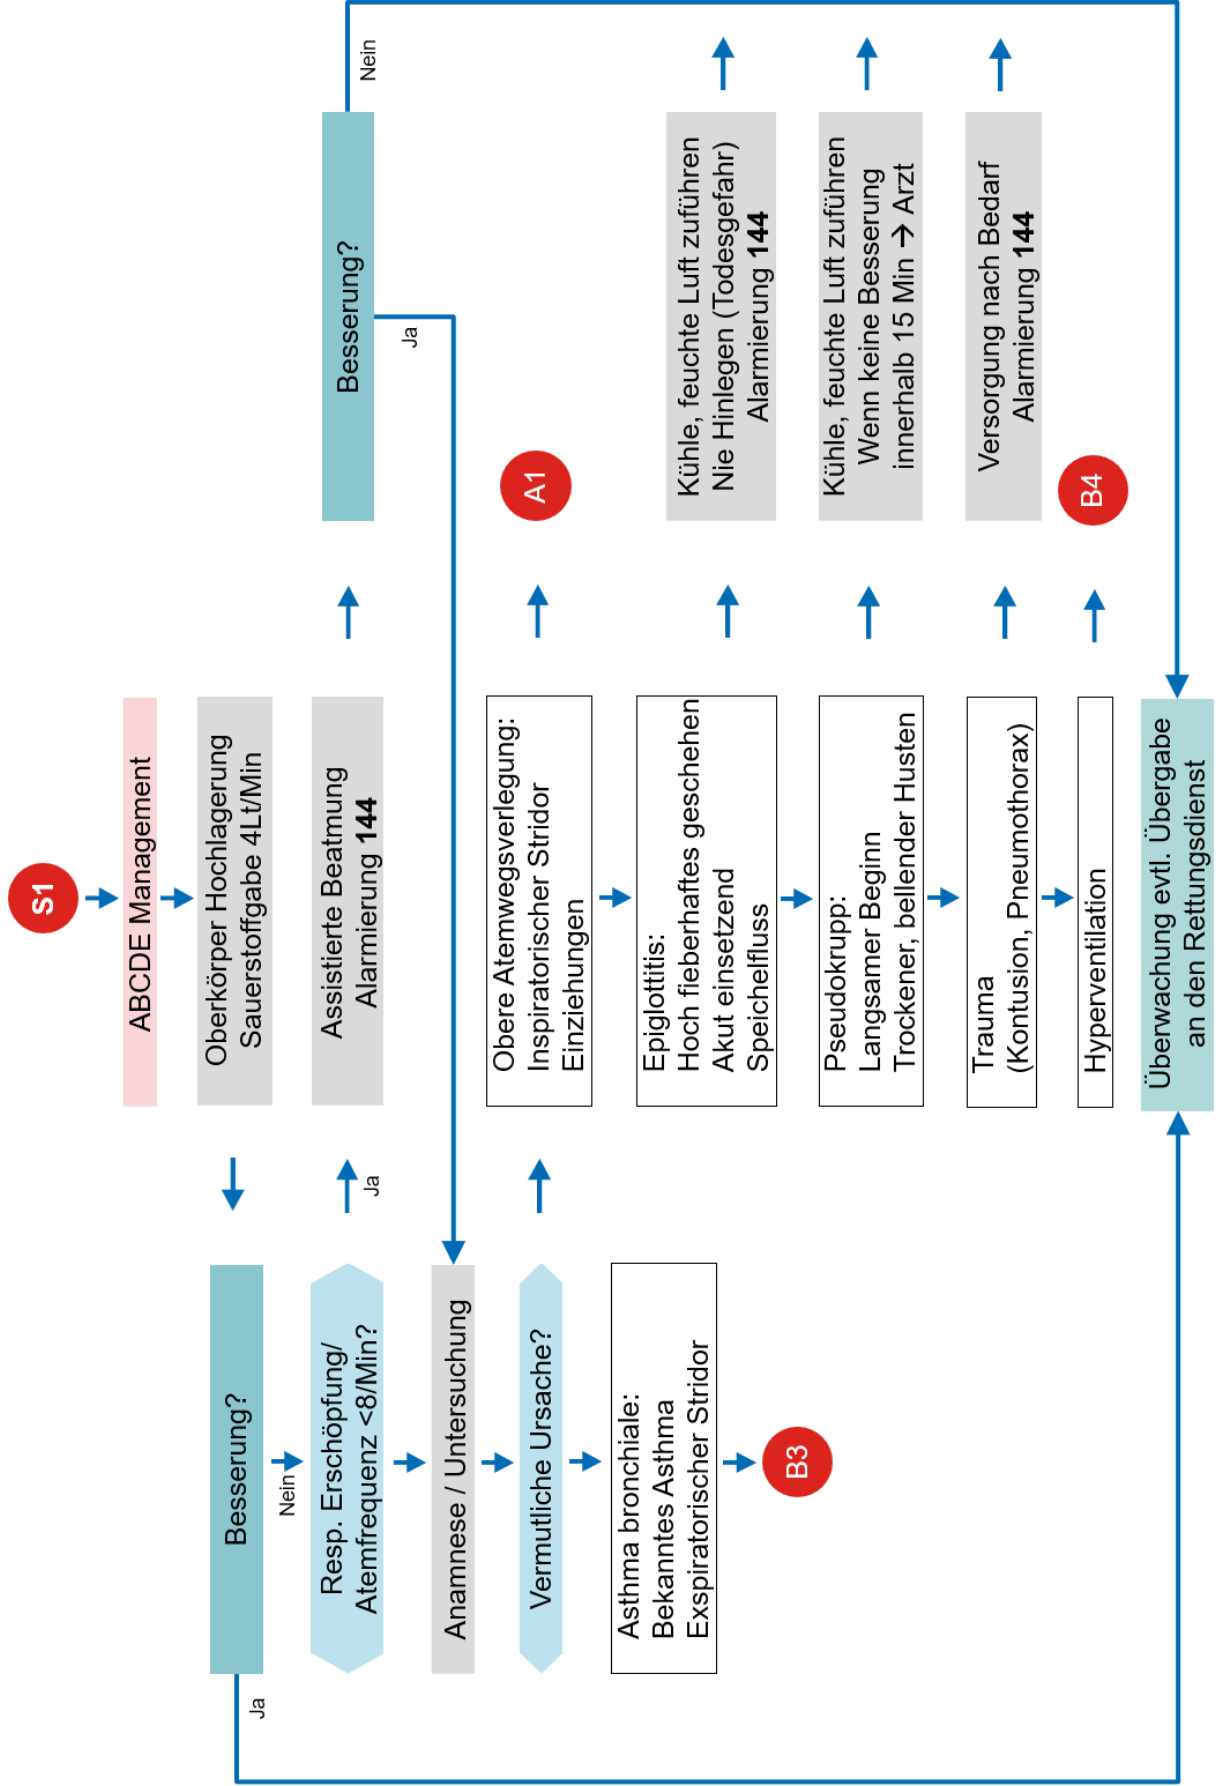 S1
ABCDE Management
Oberkörper Hochlagerung
Sauerstoffgabe 4Lt/Min
Besserung?
Ja
Nein
Resp. Erschöpfung/
Atemfrequenz <8/Min?
Ja
Assistierte Beatmung
Alarmierung 144
Besserung?
Nein
Ja
Anamnese / Untersuchung
Vermutliche Ursache?
Asthma bronchiale:
Bekanntes Asthma
Exspiratorischer Stridor
B3
Obere Atemwegsverlegung:
Inspiratorischer Stridor
Einziehungen
A1
Epiglottitis:
Hoch fieberhaftes geschehen
Akut einsetzend
Speichelfluss
Kühle, feuchte Luft zuführen
Nie Hinlegen (Todesgefahr)
Alarmierung 144
Pseudokrupp:
Langsamer Beginn
Trockener, bellender Husten
Kühle, feuchte Luft zuführen
Wenn keine Besserung
innerhalb 15 Min → Arzt
Trauma
(Kontusion, Pneumothorax)
Versorgung nach Bedarf
Alarmierung 144
Hyperventilation
B4
Überwachung evtl. Übergabe
an den Rettungsdienst